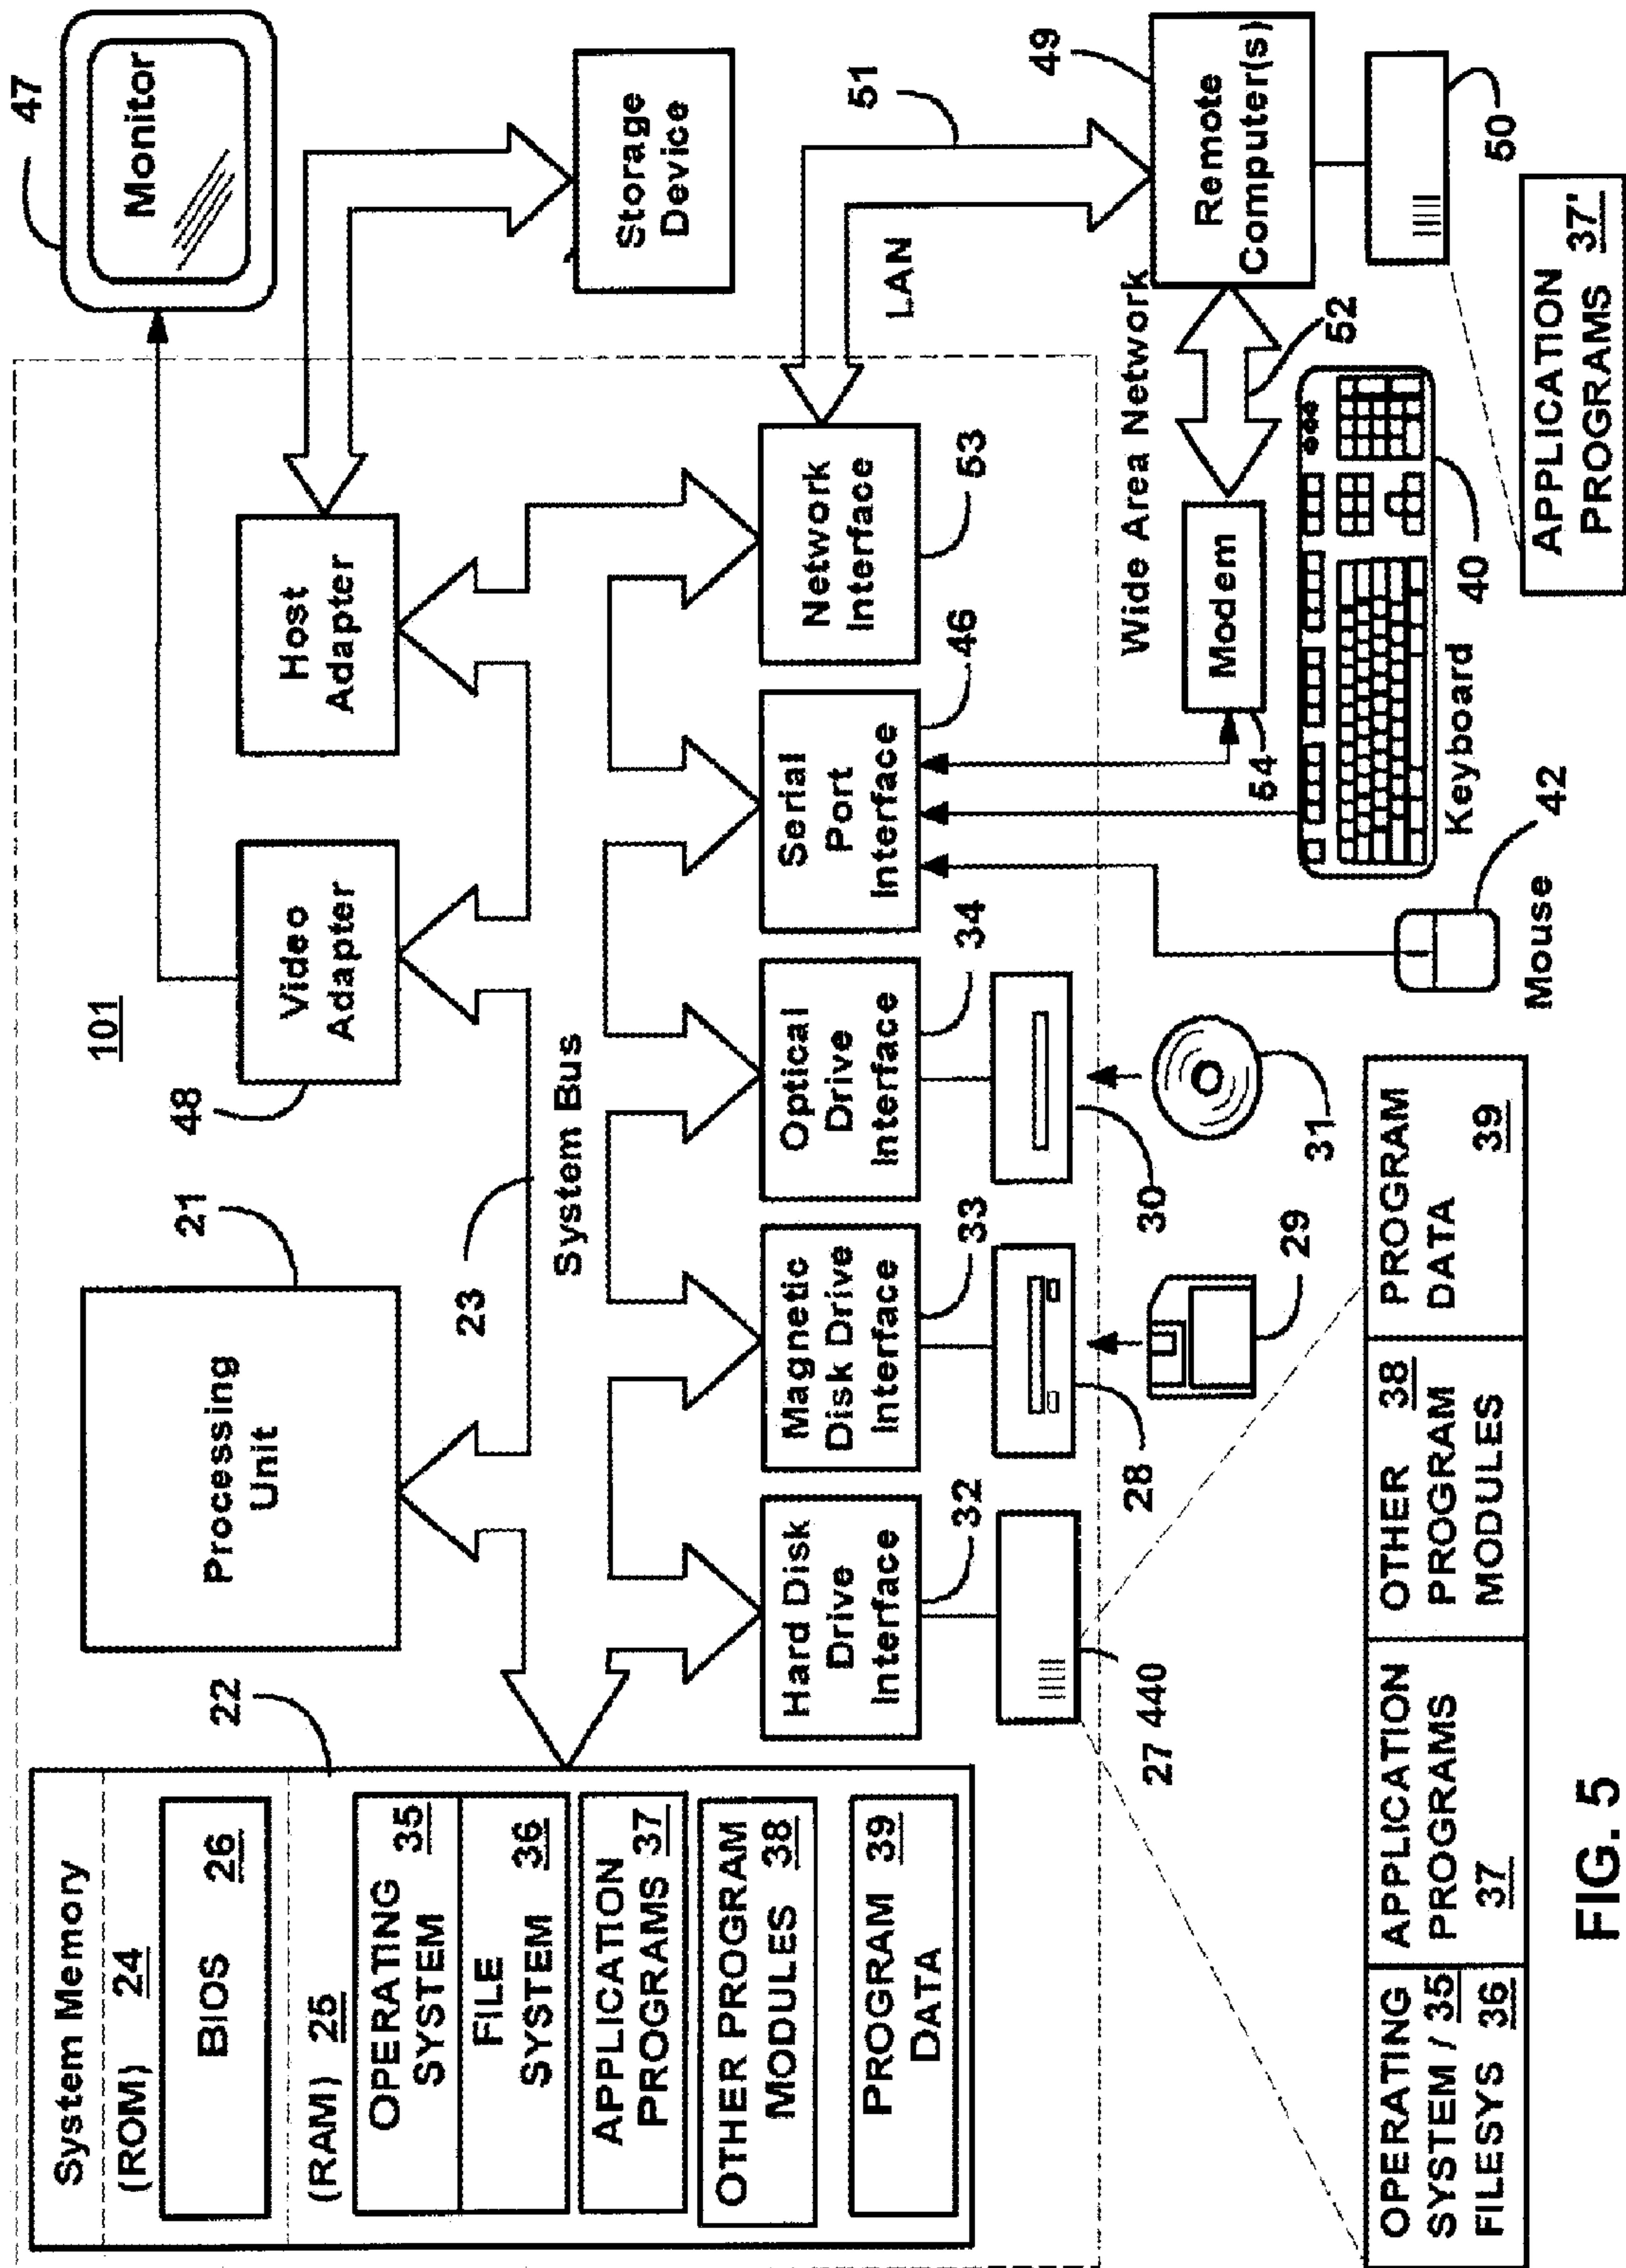 101
47
Monitor
System Memory
(ROM) 24
BIOS 26
22
(RAM) 25
OPERATING
SYSTEM 35
FILE
SYSTEM 36
APPLICATION
PROGRAMS 37
OTHER PROGRAM
MODULES 38
PROGRAM
DATA 39
21
Processing
Unit
48
Video
Adapter
Host
Adapter
Storage
Device
23
System Bus
Hard Disk
Drive
Interface
32
Magnetic
Disk Drive
Interface
33
Optical
Drive
Interface
34
Serial
Port
Interface
46
Network
Interface
53
LAN
51
27 440
28
29
30
31
Wide Area Network
54
Modem
52
Remote
Computer(s)
49
50
Mouse
42
Keyboard
40
OPERATING
SYSTEM / 35
FILESYS 36
APPLICATION
PROGRAMS
37
OTHER 38
PROGRAM
MODULES
PROGRAM
DATA 39
APPLICATION
PROGRAMS 37'
FIG. 5